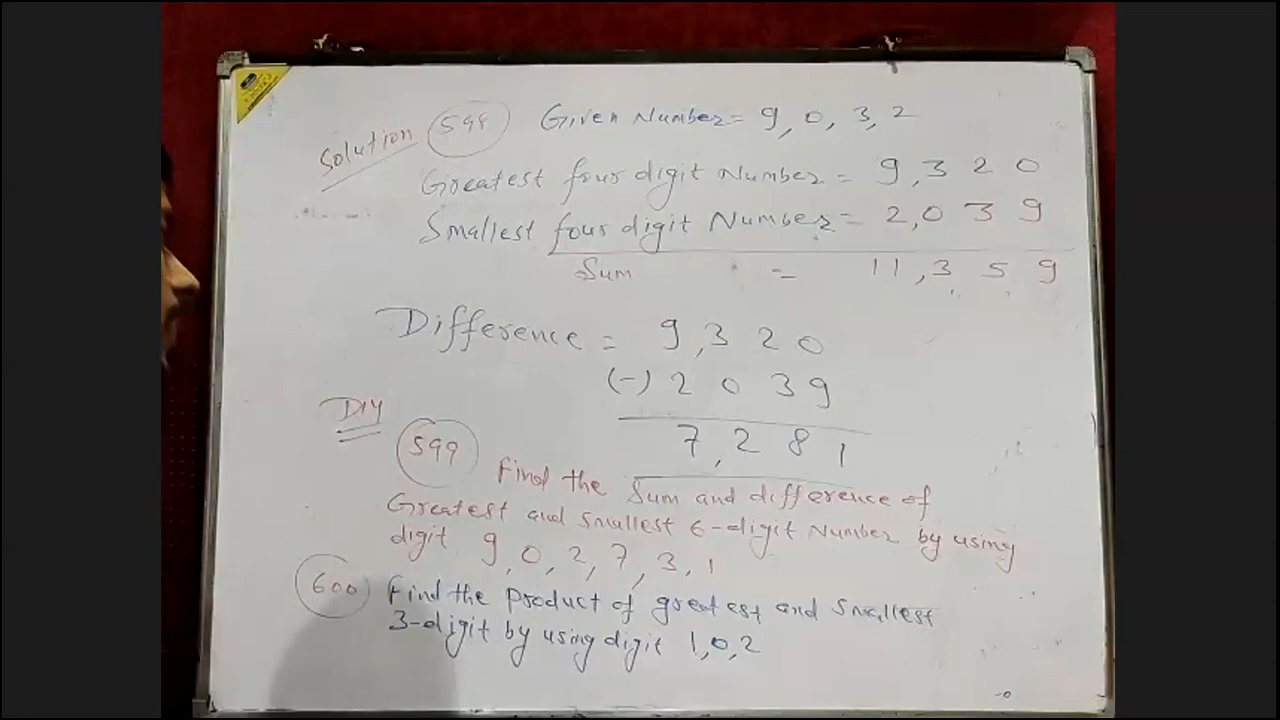 Solution 598 Given Number = 9, 0, 3, 2
Greatest four digit Number = 9,3 2 0
Smallest four digit Number = 2,0 3 9
Sum = 11,3 5 9
Difference = 9,3 2 0
(-) 2 0 3 9
7,2 8 1
DIY
599 Find the Sum and difference of
Greatest and smallest 6-digit Number by using
digit 9, 0, 2, 7, 3, 1
600 Find the product of greatest and smallest
3-digit by using digit 1,0,2